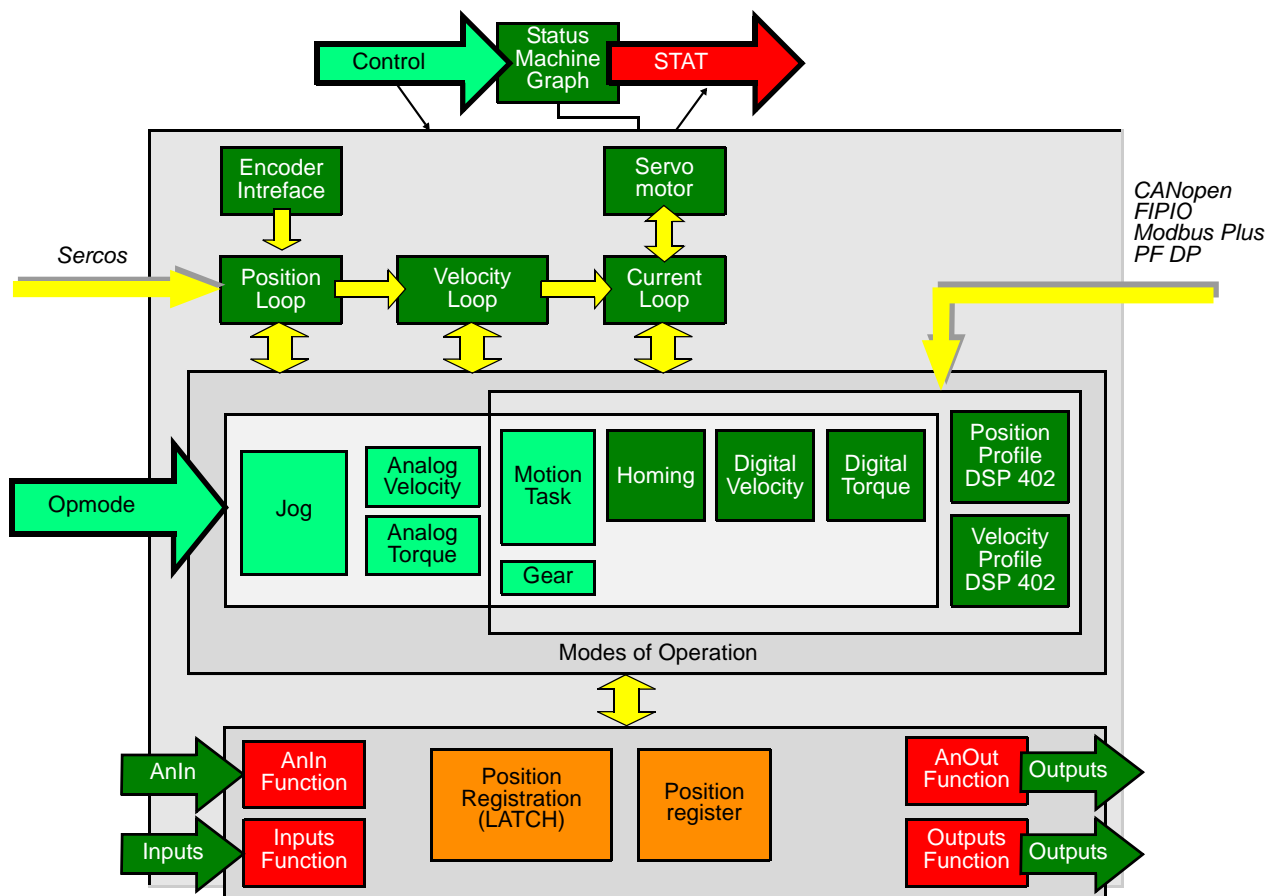 Control
Status
Machine
Graph
STAT
Encoder
Intreface
Servo
motor
CANopen
FIPIO
Modbus Plus
PF DP
Sercos
Position
Loop
Velocity
Loop
Current
Loop
Opmode
Jog
Analog
Velocity
Analog
Torque
Motion
Task
Gear
Homing
Digital
Velocity
Digital
Torque
Position
Profile
DSP 402
Velocity
Profile
DSP 402
Modes of Operation
AnIn
AnIn
Function
Position
Registration
(LATCH)
Position
register
AnOut
Function
Outputs
Inputs
Inputs
Function
Outputs
Function
Outputs